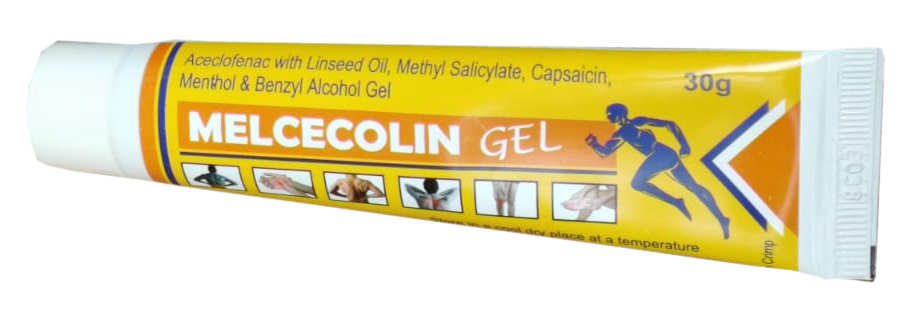 Aceclofenac with Linseed Oil, Methyl Salicylate, Capsaicin,
Menthol & Benzyl Alcohol Gel
30g
MELCECOLIN GEL
Store in a cool dry place at a temperature
Crimp